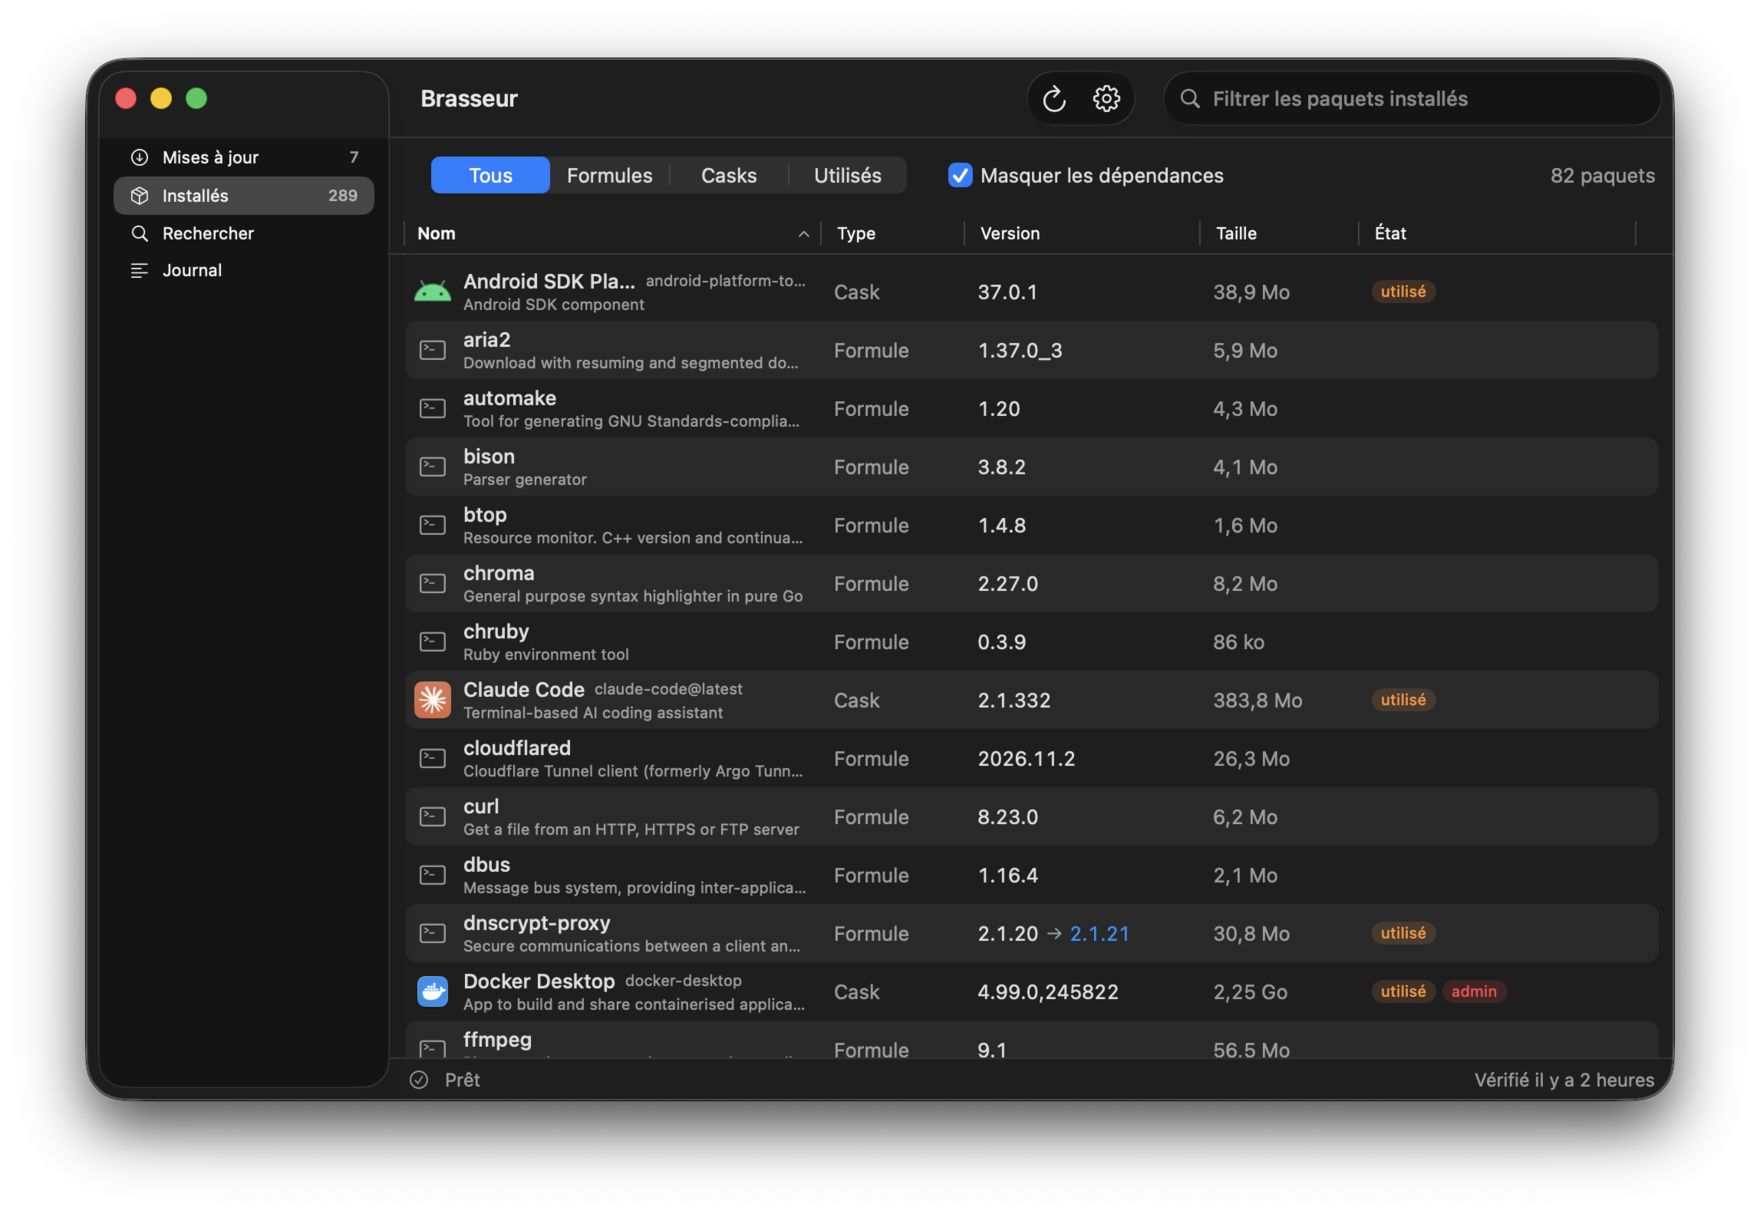 Brasseur
Filtrer les paquets installés
Mises à jour 7
Installés 289
Rechercher
Journal
Tous Formules Casks Utilisés Masquer les dépendances 82 paquets
Nom Type Version Taille État
Android SDK Pla... android-platform-to...
Android SDK component
Cask 37.0.1 38,9 Mo utilisé
aria2
Download with resuming and segmented do...
Formule 1.37.0_3 5,9 Mo
automake
Tool for generating GNU Standards-complia...
Formule 1.20 4,3 Mo
bison
Parser generator
Formule 3.8.2 4,1 Mo
btop
Resource monitor. C++ version and continua...
Formule 1.4.8 1,6 Mo
chroma
General purpose syntax highlighter in pure Go
Formule 2.27.0 8,2 Mo
chruby
Ruby environment tool
Formule 0.3.9 86 ko
Claude Code claude-code@latest
Terminal-based AI coding assistant
Cask 2.1.332 383,8 Mo utilisé
cloudflared
Cloudflare Tunnel client (formerly Argo Tunn...
Formule 2026.11.2 26,3 Mo
curl
Get a file from an HTTP, HTTPS or FTP server
Formule 8.23.0 6,2 Mo
dbus
Message bus system, providing inter-applica...
Formule 1.16.4 2,1 Mo
dnscrypt-proxy
Secure communications between a client an...
Formule 2.1.20 → 2.1.21 30,8 Mo utilisé
Docker Desktop docker-desktop
App to build and share containerised applica...
Cask 4.99.0,245822 2,25 Go utilisé admin
ffmpeg
Formule 9.1 56,5 Mo
Prêt
Vérifié il y a 2 heures